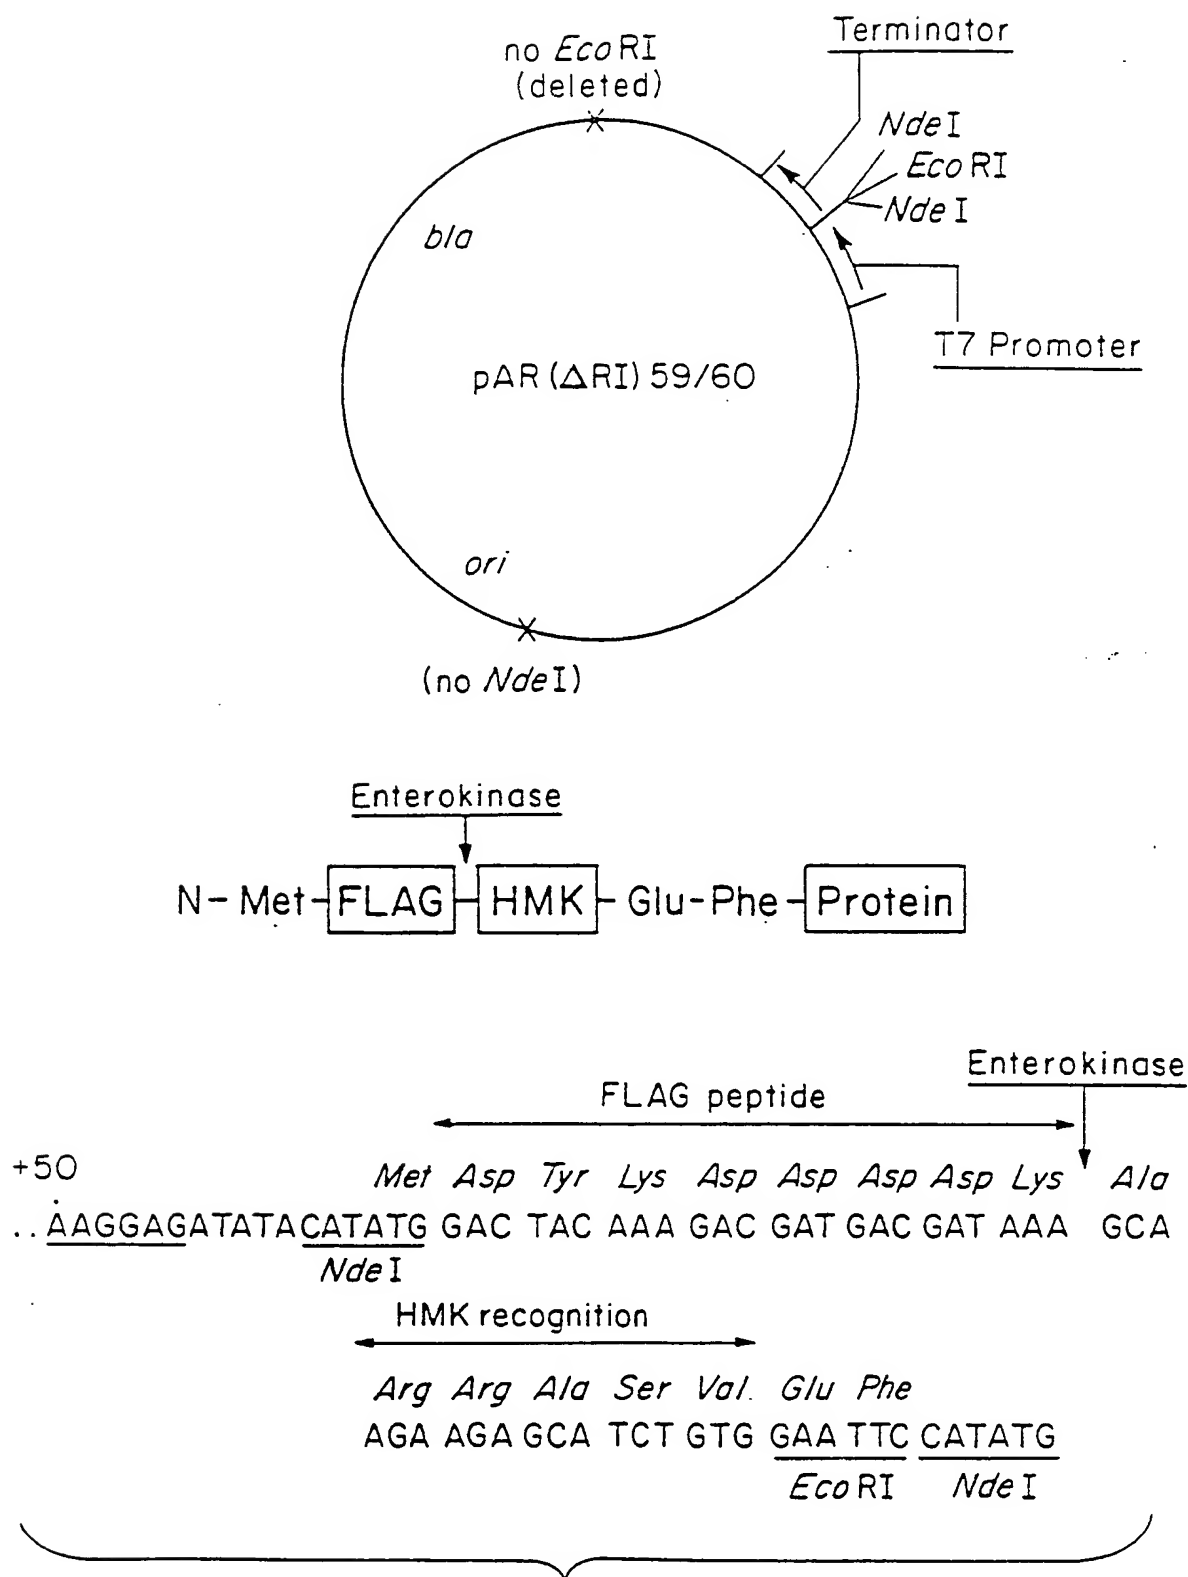 Terminator
no EcoRI
(deleted)
NdeI
EcoRI
NdeI
bla
T7 Promoter
pAR (ΔRI) 59/60
ori
(no NdeI)
Enterokinase
N-Met-FLAG-HMK-Glu-Phe-Protein
Enterokinase
FLAG peptide
+50 Met Asp Tyr Lys Asp Asp Asp Asp Lys Ala
..AAGGAGATATACATATG GAC TAC AAA GAC GAT GAC GAT AAA GCA
NdeI
HMK recognition
Arg Arg Ala Ser Val. Glu Phe
AGA AGA GCA TCT GTG GAA TTC CATATG
EcoRI NdeI